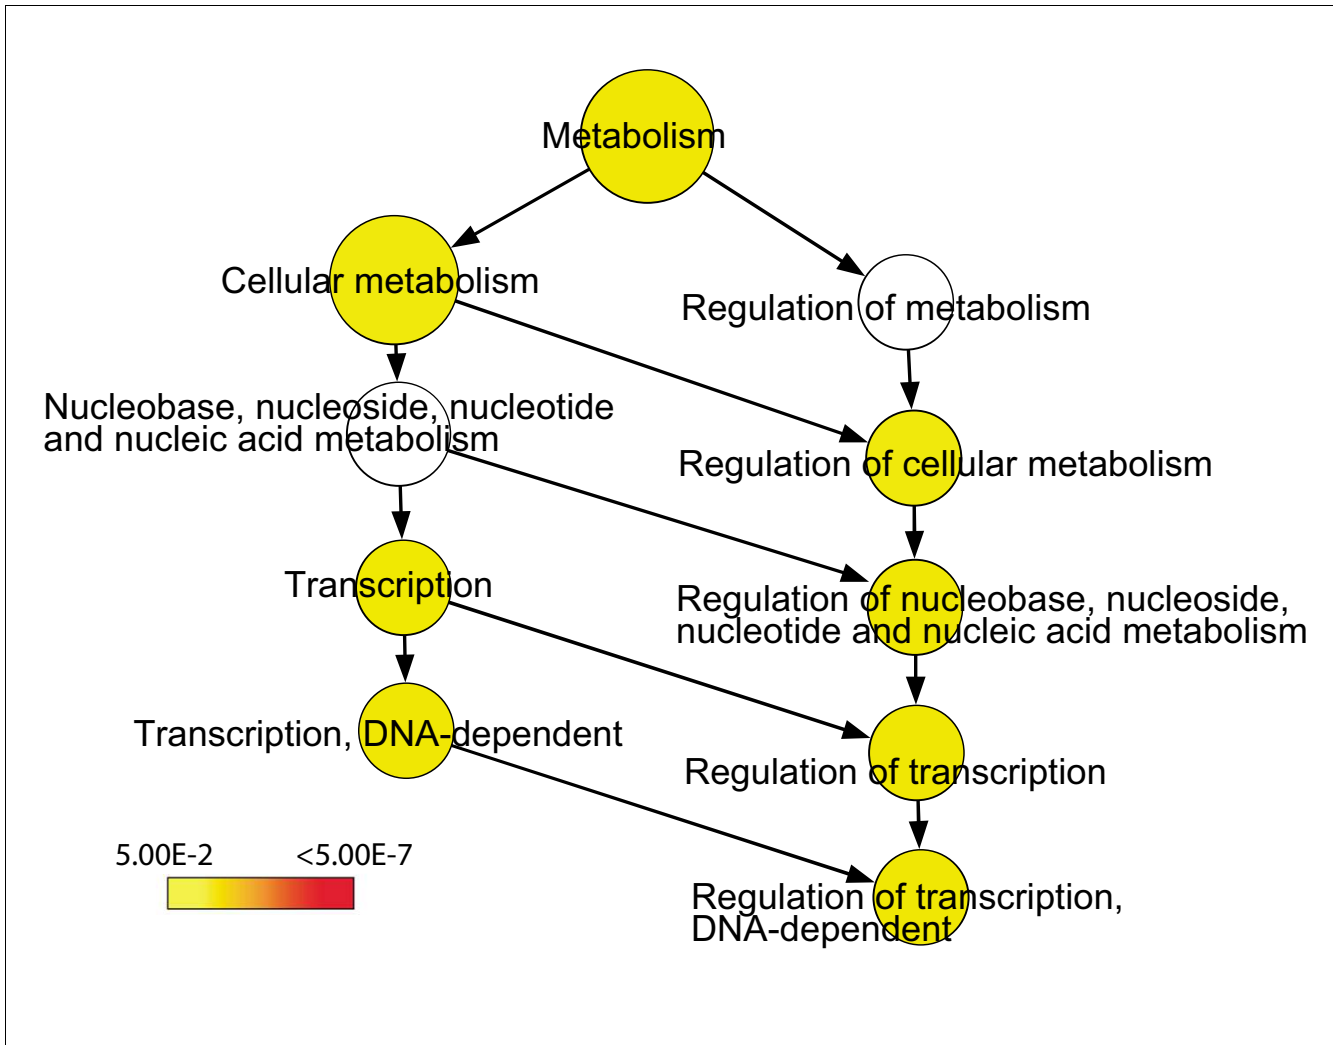 Metabolism
Cellular metabolism
Regulation of metabolism
Nucleobase, nucleoside, nucleotide
and nucleic acid metabolism
Regulation of cellular metabolism
Transcription
Regulation of nucleobase, nucleoside,
nucleotide and nucleic acid metabolism
Transcription, DNA-dependent
Regulation of transcription
5.00E-2
<5.00E-7
Regulation of transcription,
DNA-dependent